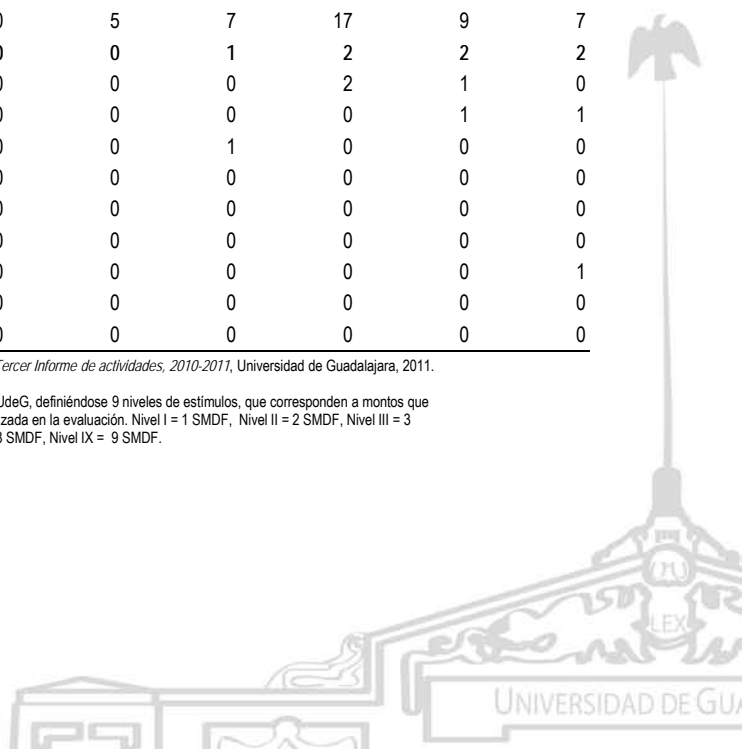 0 5 7 17 9 7
0 0 1 2 2 2
0 0 0 2 1 0
0 0 0 0 1 1
0 0 1 0 0 0
0 0 0 0 0 0
0 0 0 0 0 0
0 0 0 0 0 0
0 0 0 0 0 1
0 0 0 0 0 0
0 0 0 0 0 0
Tercer Informe de actividades, 2010-2011, Universidad de Guadalajara, 2011.
UdeG, definiéndose 9 niveles de estímulos, que corresponden a montos que
zada en la evaluación. Nivel I = 1 SMDF, Nivel II = 2 SMDF, Nivel III = 3
SMDF, Nivel IX = 9 SMDF.
LEX
UNIVERSIDAD DE GUA